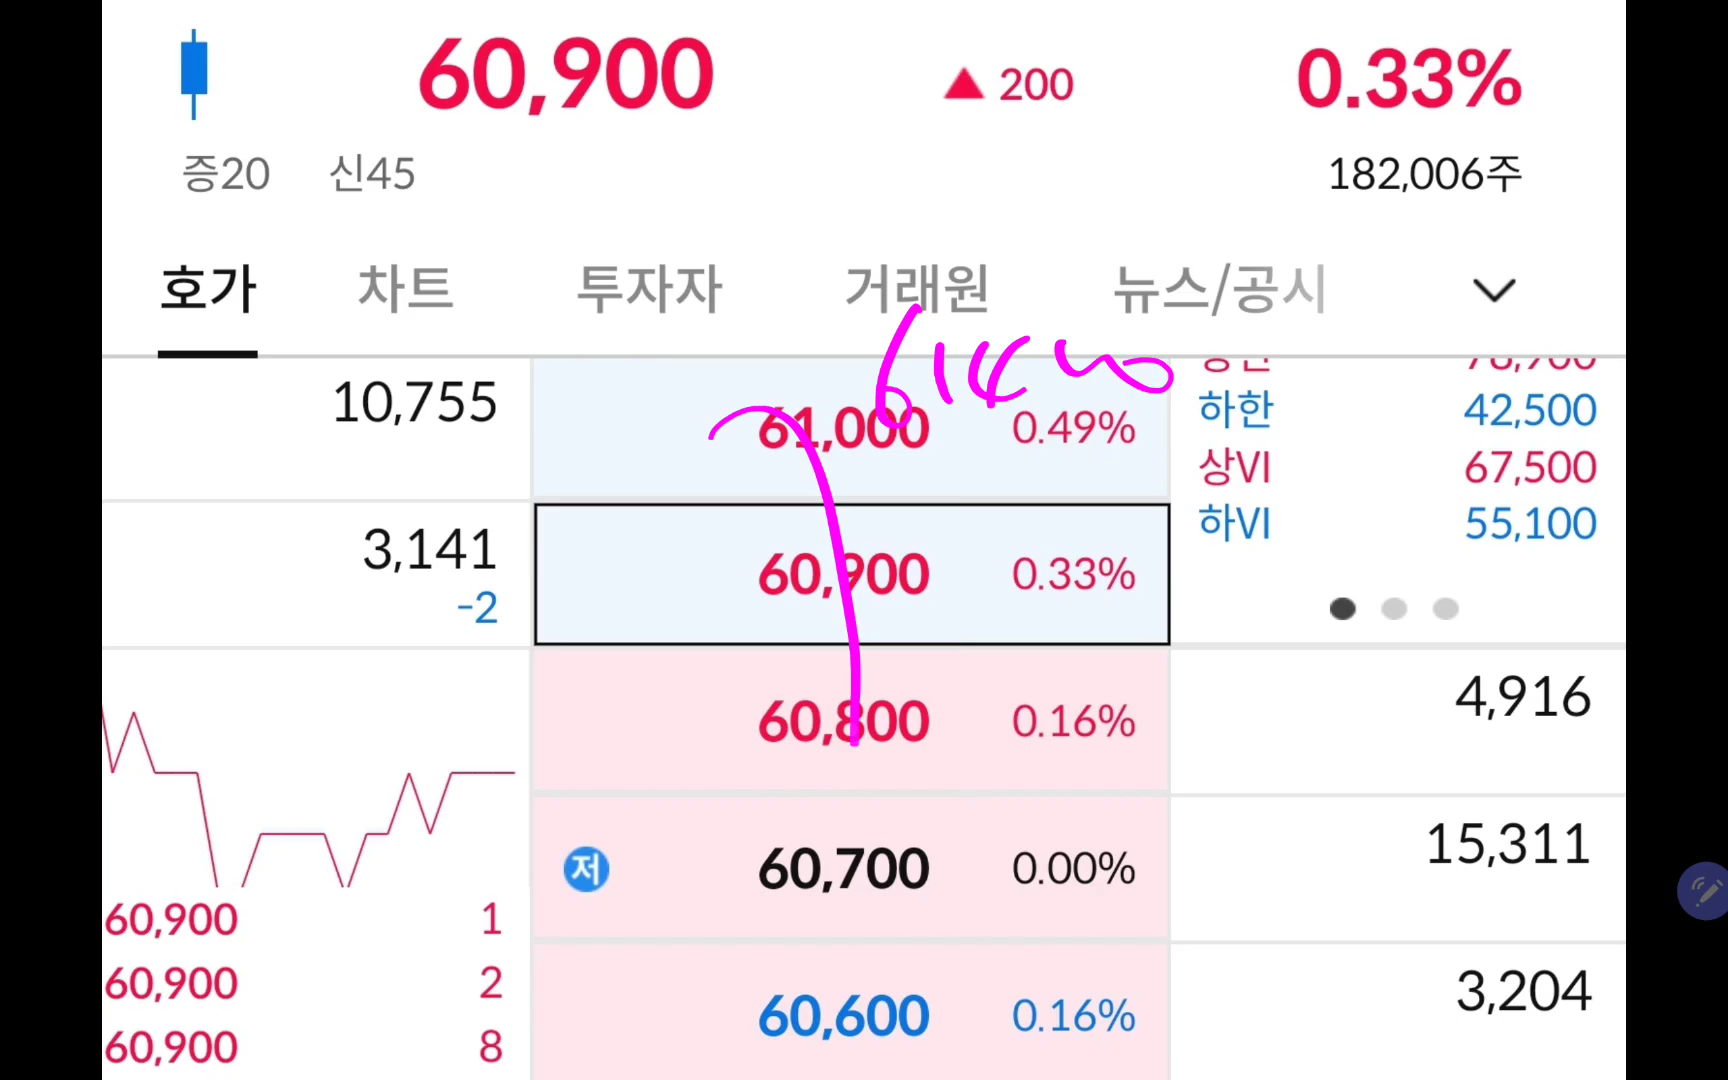 60,900 ▲ 200 0.33%
증20 신45 182,006주
호가 차트 투자자 거래원 뉴스/공시
10,755 61,000 0.49%
하한 42,500
상VI 67,500
하VI 55,100
3,141 60,900 0.33%
-2
60,800 0.16% 4,916
저 60,700 0.00% 15,311
60,900 1
60,900 2
60,900 8
60,600 0.16% 3,204